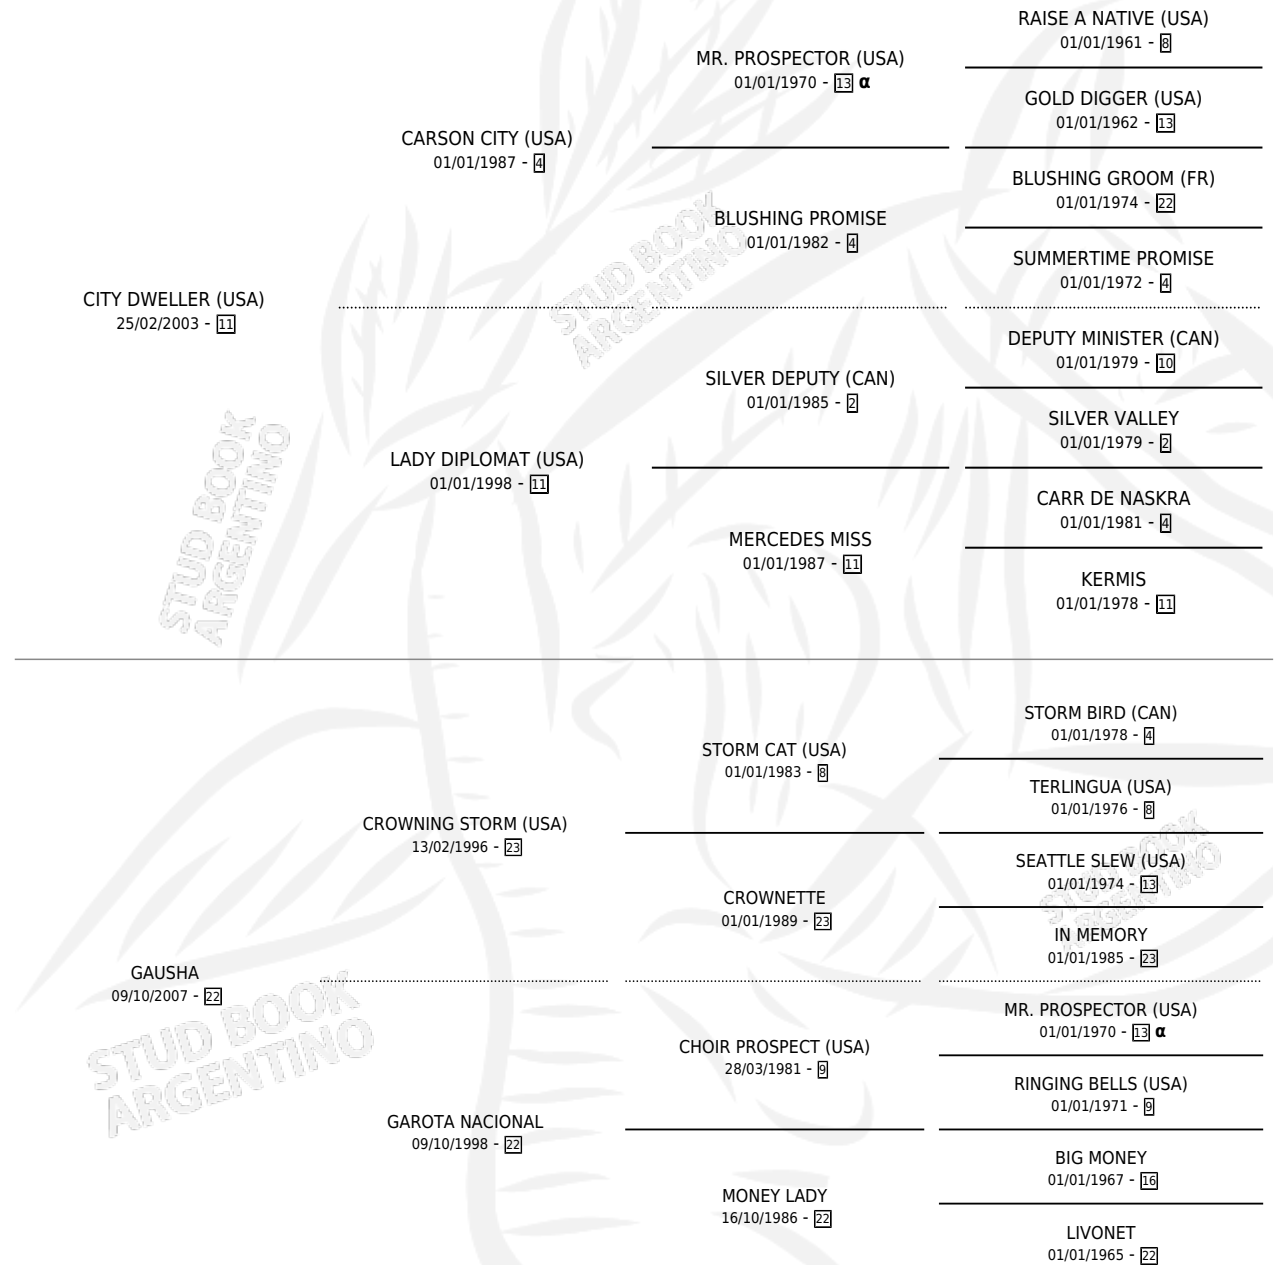 RAISE A NATIVE (USA)
01/01/1961 - 8
MR. PROSPECTOR (USA)
01/01/1970 - 13 α
GOLD DIGGER (USA)
01/01/1962 - 13
CARSON CITY (USA)
01/01/1987 - 4
BLUSHING GROOM (FR)
01/01/1974 - 22
BLUSHING PROMISE
01/01/1982 - 4
SUMMERTIME PROMISE
01/01/1972 - 4
STUD BOOK
ARGENTINO
CITY DWELLER (USA)
25/02/2003 - 11
DEPUTY MINISTER (CAN)
01/01/1979 - 10
SILVER DEPUTY (CAN)
01/01/1985 - 2
SILVER VALLEY
01/01/1979 - 2
LADY DIPLOMAT (USA)
01/01/1998 - 11
CARR DE NASKRA
01/01/1981 - 4
MERCEDES MISS
01/01/1987 - 11
KERMIS
01/01/1978 - 11
STUD BOOK
ARGENTINO
STORM BIRD (CAN)
01/01/1978 - 4
STORM CAT (USA)
01/01/1983 - 8
TERLINGUA (USA)
01/01/1976 - 8
CROWNING STORM (USA)
13/02/1996 - 23
SEATTLE SLEW (USA)
01/01/1974 - 13
CROWNETTE
01/01/1989 - 23
IN MEMORY
01/01/1985 - 23
STUD BOOK
ARGENTINO
GAUSHA
09/10/2007 - 22
MR. PROSPECTOR (USA)
01/01/1970 - 13 α
CHOIR PROSPECT (USA)
28/03/1981 - 9
RINGING BELLS (USA)
01/01/1971 - 9
GAROTA NACIONAL
09/10/1998 - 22
BIG MONEY
01/01/1967 - 16
MONEY LADY
16/10/1986 - 22
LIVONET
01/01/1965 - 22
STUD BOOK
ARGENTINO